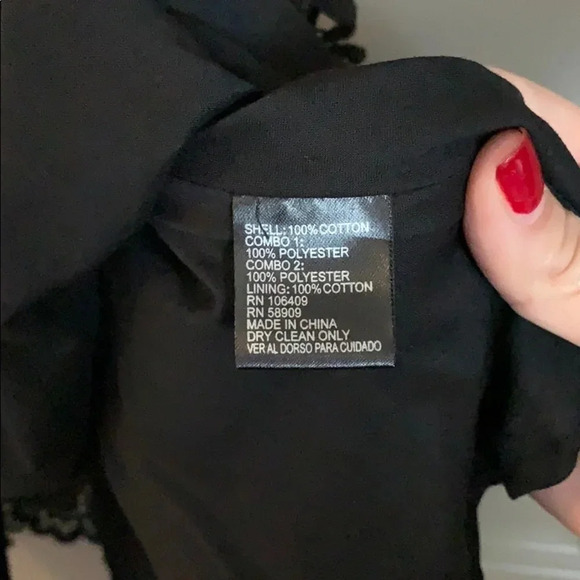 SHELL: 100% COTTON
COMBO 1:
100% POLYESTER
COMBO 2:
100% POLYESTER
LINING: 100% COTTON
RN 106409
RN 58909
MADE IN CHINA
DRY CLEAN ONLY
VER AL DORSO PARA CUIDADO